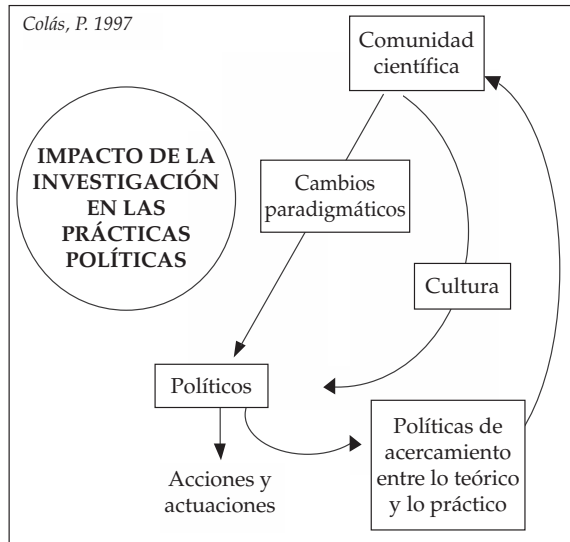 Colás, P. 1997
Comunidad
científica
IMPACTO DE LA
INVESTIGACIÓN
EN LAS
PRÁCTICAS
POLÍTICAS
Cambios
paradigmáticos
Cultura
Políticos
Políticas de
acercamiento
entre lo teórico
y lo práctico
Acciones y
actuaciones